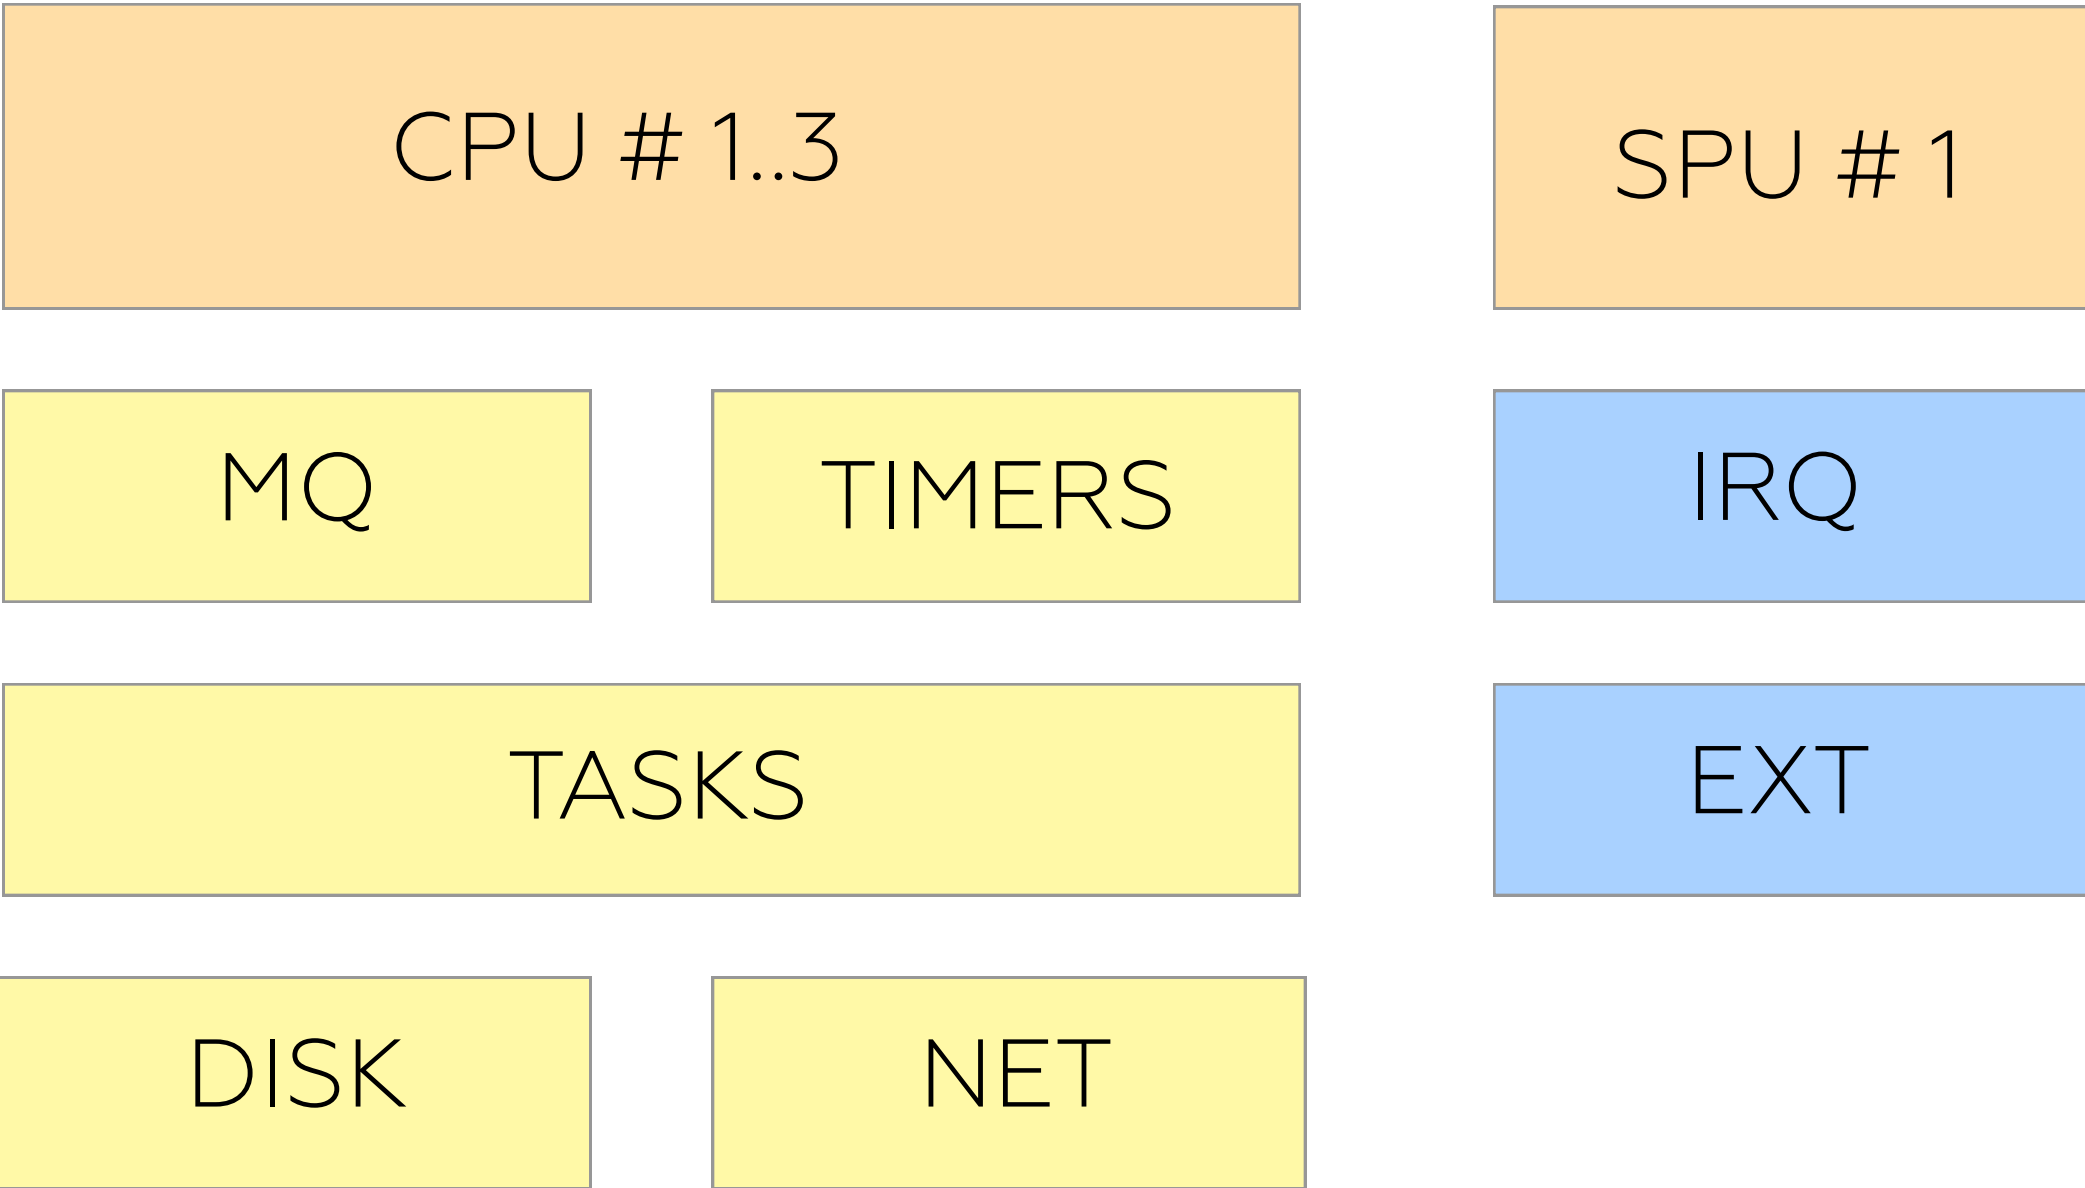 CPU # 1..3
SPU # 1
MQ
TIMERS
IRQ
TASKS
EXT
DISK
NET